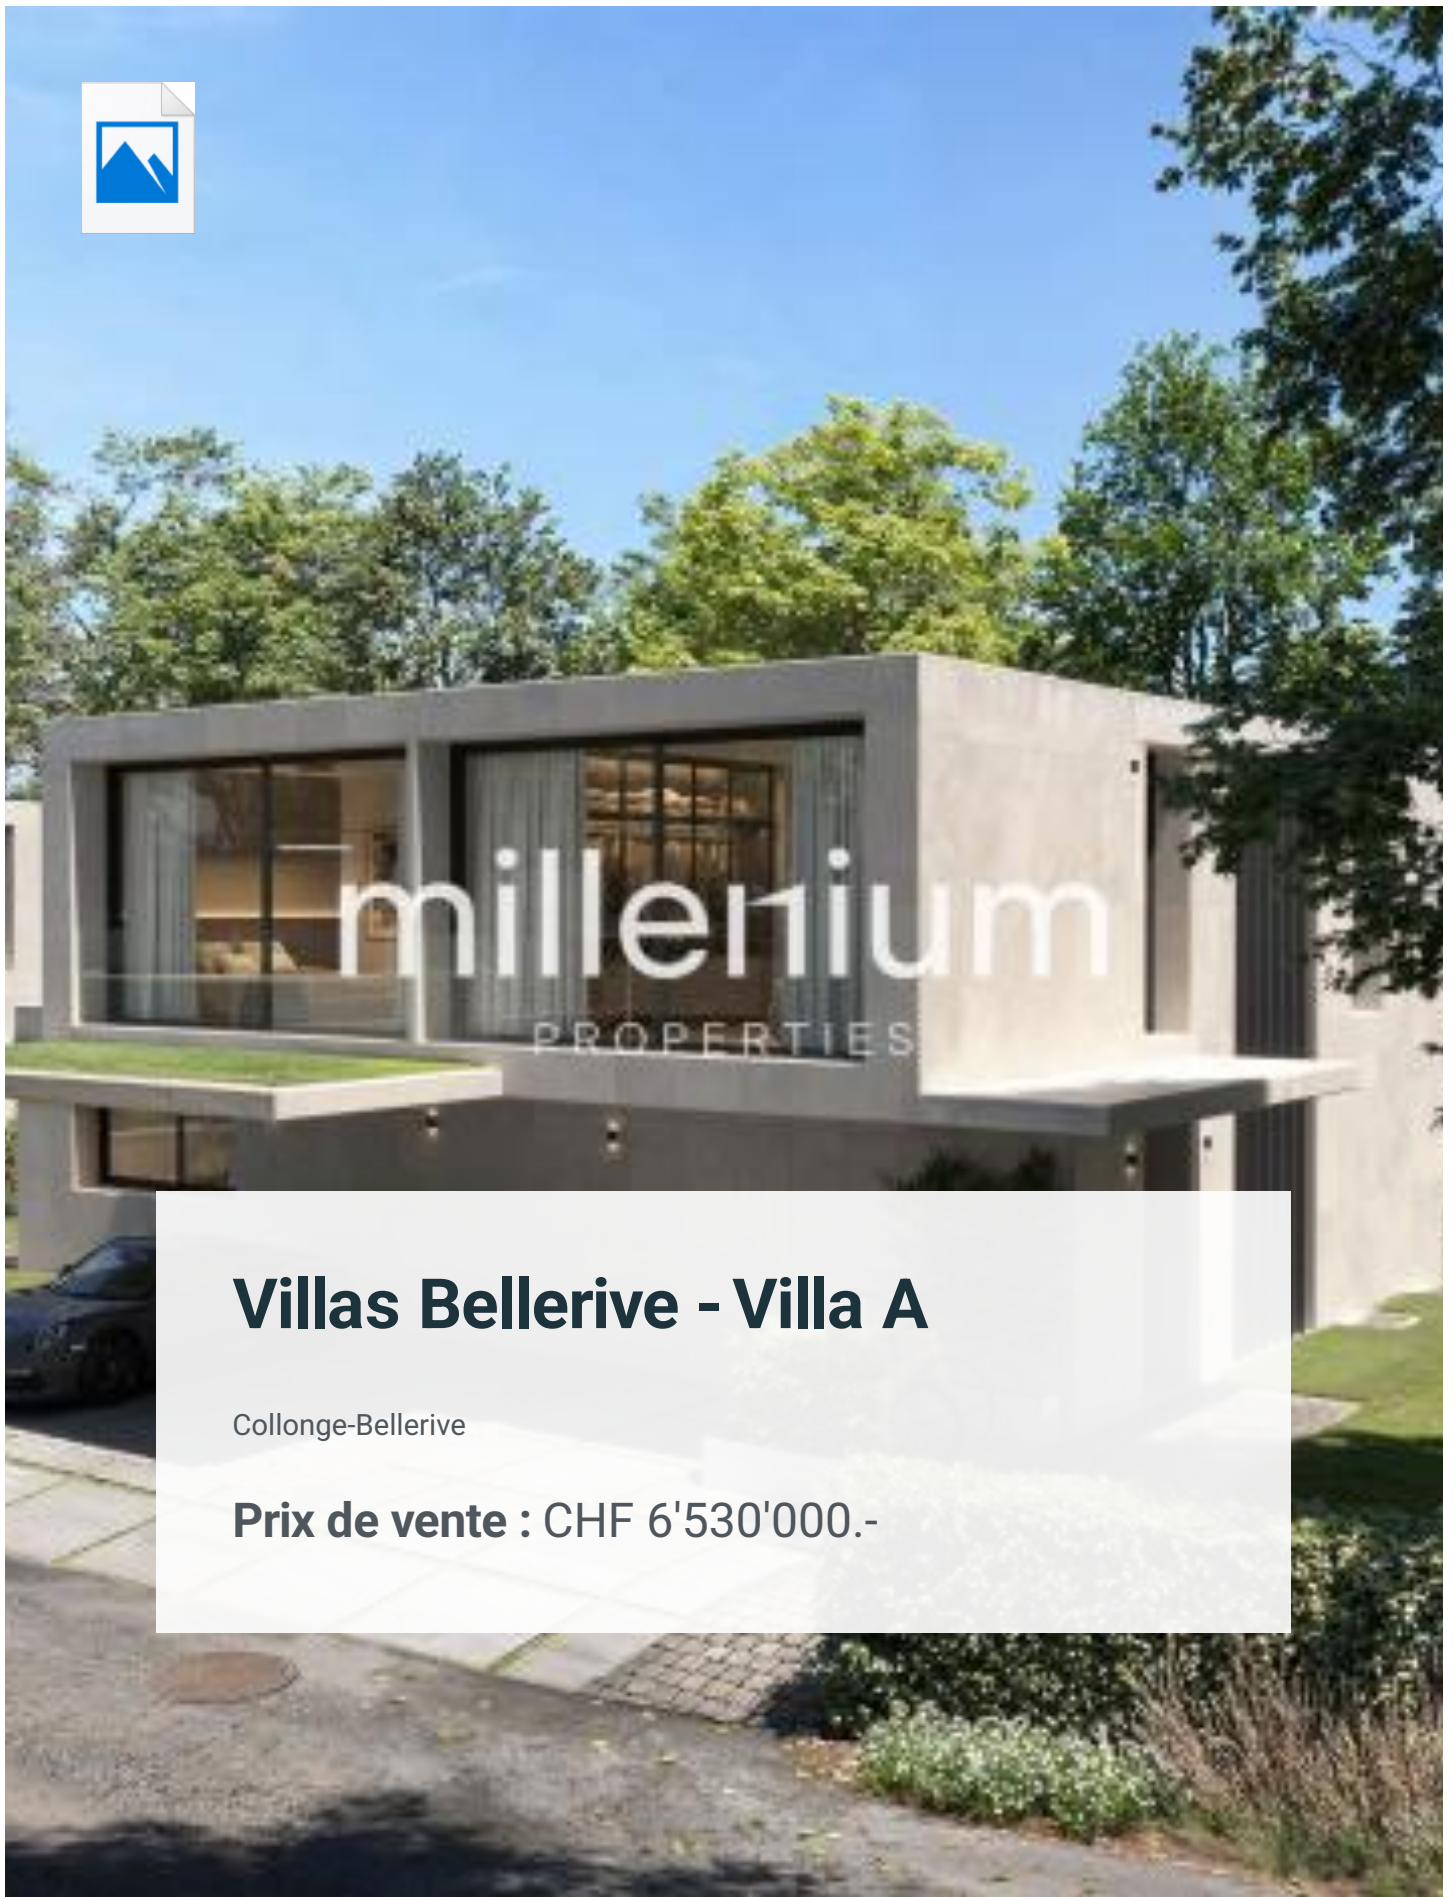 millenium
PROPERTIES
Villas Bellerive - Villa A
Collonge-Bellerive
Prix de vente : CHF 6'530'000.-